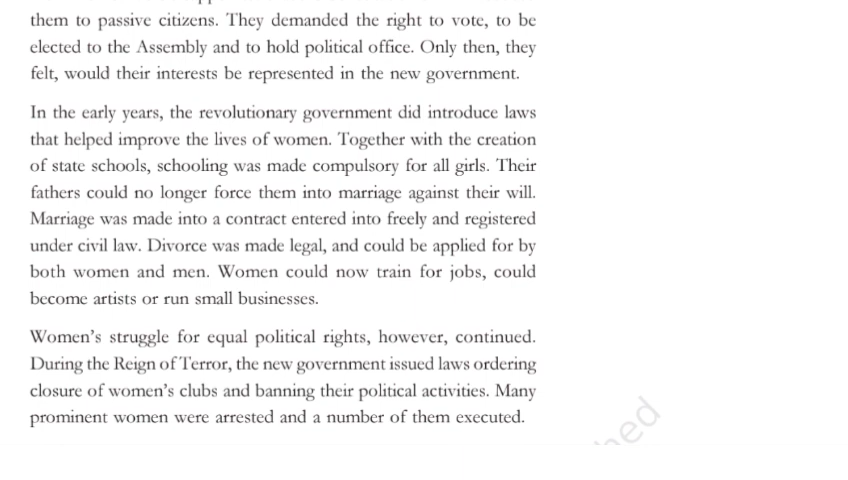 them to passive citizens. They demanded the right to vote, to be
elected to the Assembly and to hold political office. Only then, they
felt, would their interests be represented in the new government.
In the early years, the revolutionary government did introduce laws
that helped improve the lives of women. Together with the creation
of state schools, schooling was made compulsory for all girls. Their
fathers could no longer force them into marriage against their will.
Marriage was made into a contract entered into freely and registered
under civil law. Divorce was made legal, and could be applied for by
both women and men. Women could now train for jobs, could
become artists or run small businesses.
Women’s struggle for equal political rights, however, continued.
During the Reign of Terror, the new government issued laws ordering
closure of women’s clubs and banning their political activities. Many
prominent women were arrested and a number of them executed.